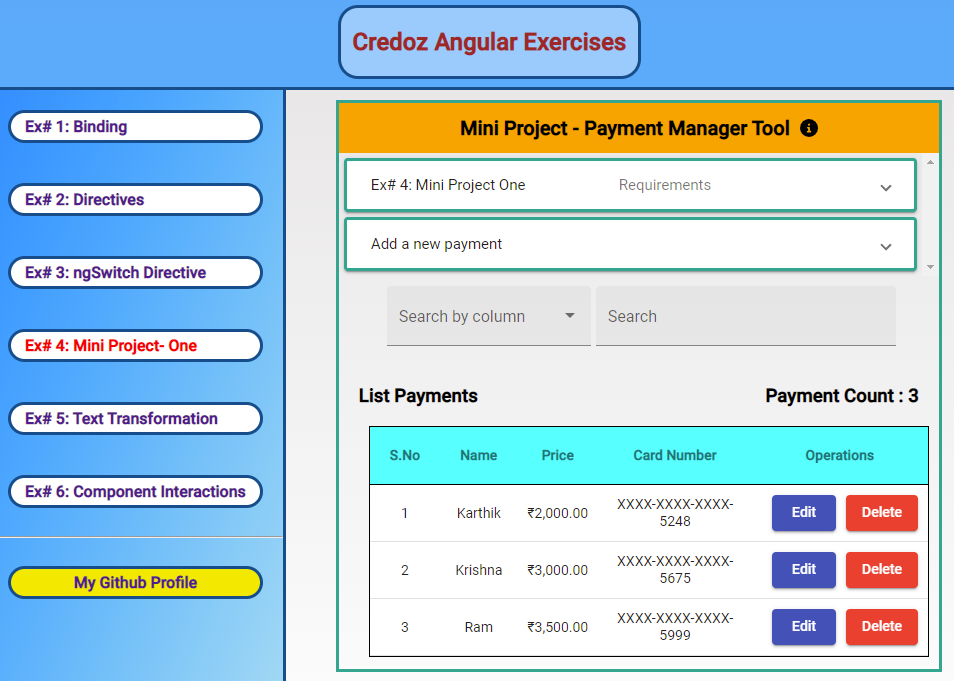 Credoz Angular Exercises
Ex# 1: Binding
Ex# 2: Directives
Ex# 3: ngSwitch Directive
Ex# 4: Mini Project- One
Ex# 5: Text Transformation
Ex# 6: Component Interactions
My Github Profile
Mini Project - Payment Manager Tool
Ex# 4: Mini Project One Requirements
Add a new payment
Search by column Search
List Payments Payment Count : 3
S.No Name Price Card Number Operations
1 Karthik ₹2,000.00 XXXX-XXXX-XXXX-
5248 Edit Delete
2 Krishna ₹3,000.00 XXXX-XXXX-XXXX-
5675 Edit Delete
3 Ram ₹3,500.00 XXXX-XXXX-XXXX-
5999 Edit Delete